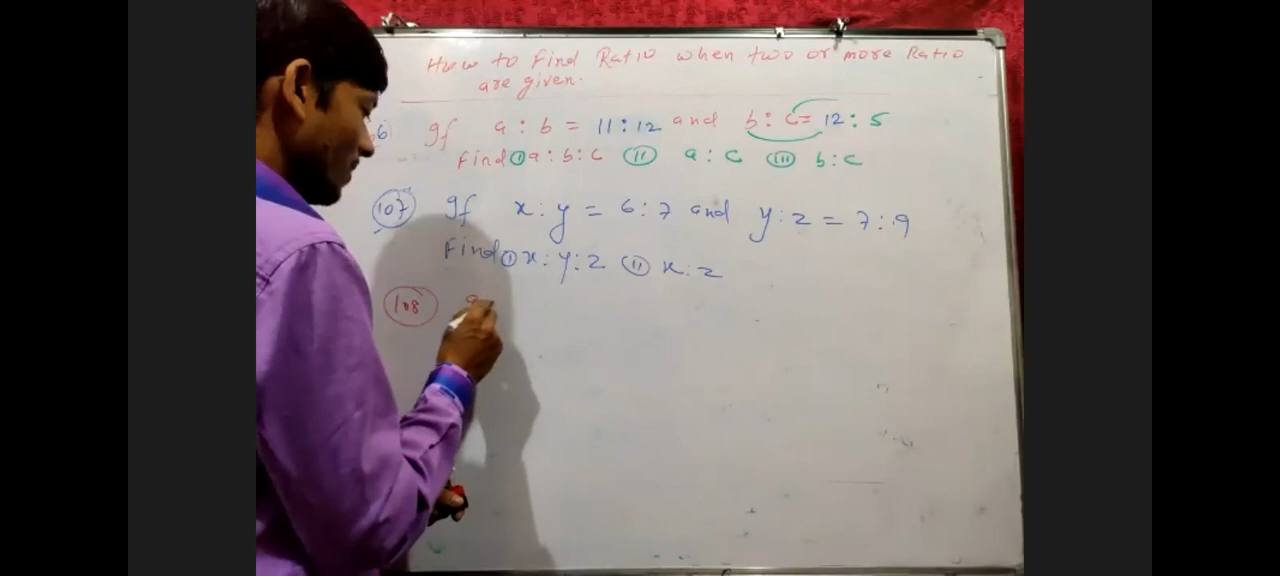 How to Find Ratio when two or more Ratio
are given.
6 If a : b = 11 : 12 and b : c = 12 : 5
Find (I) a : b : c (II) a : c (III) b : c
(107) If x : y = 6 : 7 and y : z = 7 : 9
Find (I) x : y : z (II) x : z
(108)